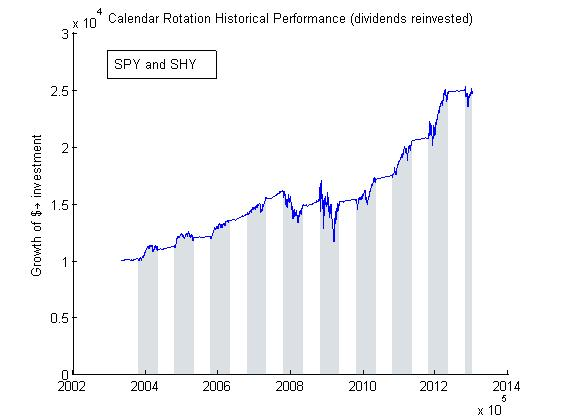 x 10^4
Calendar Rotation Historical Performance (dividends reinvested)
3
SPY and SHY
2.5
2
1.5
1
0.5
0
Growth of $→ investment
2002 2004 2006 2008 2010 2012 2014
x 10^5